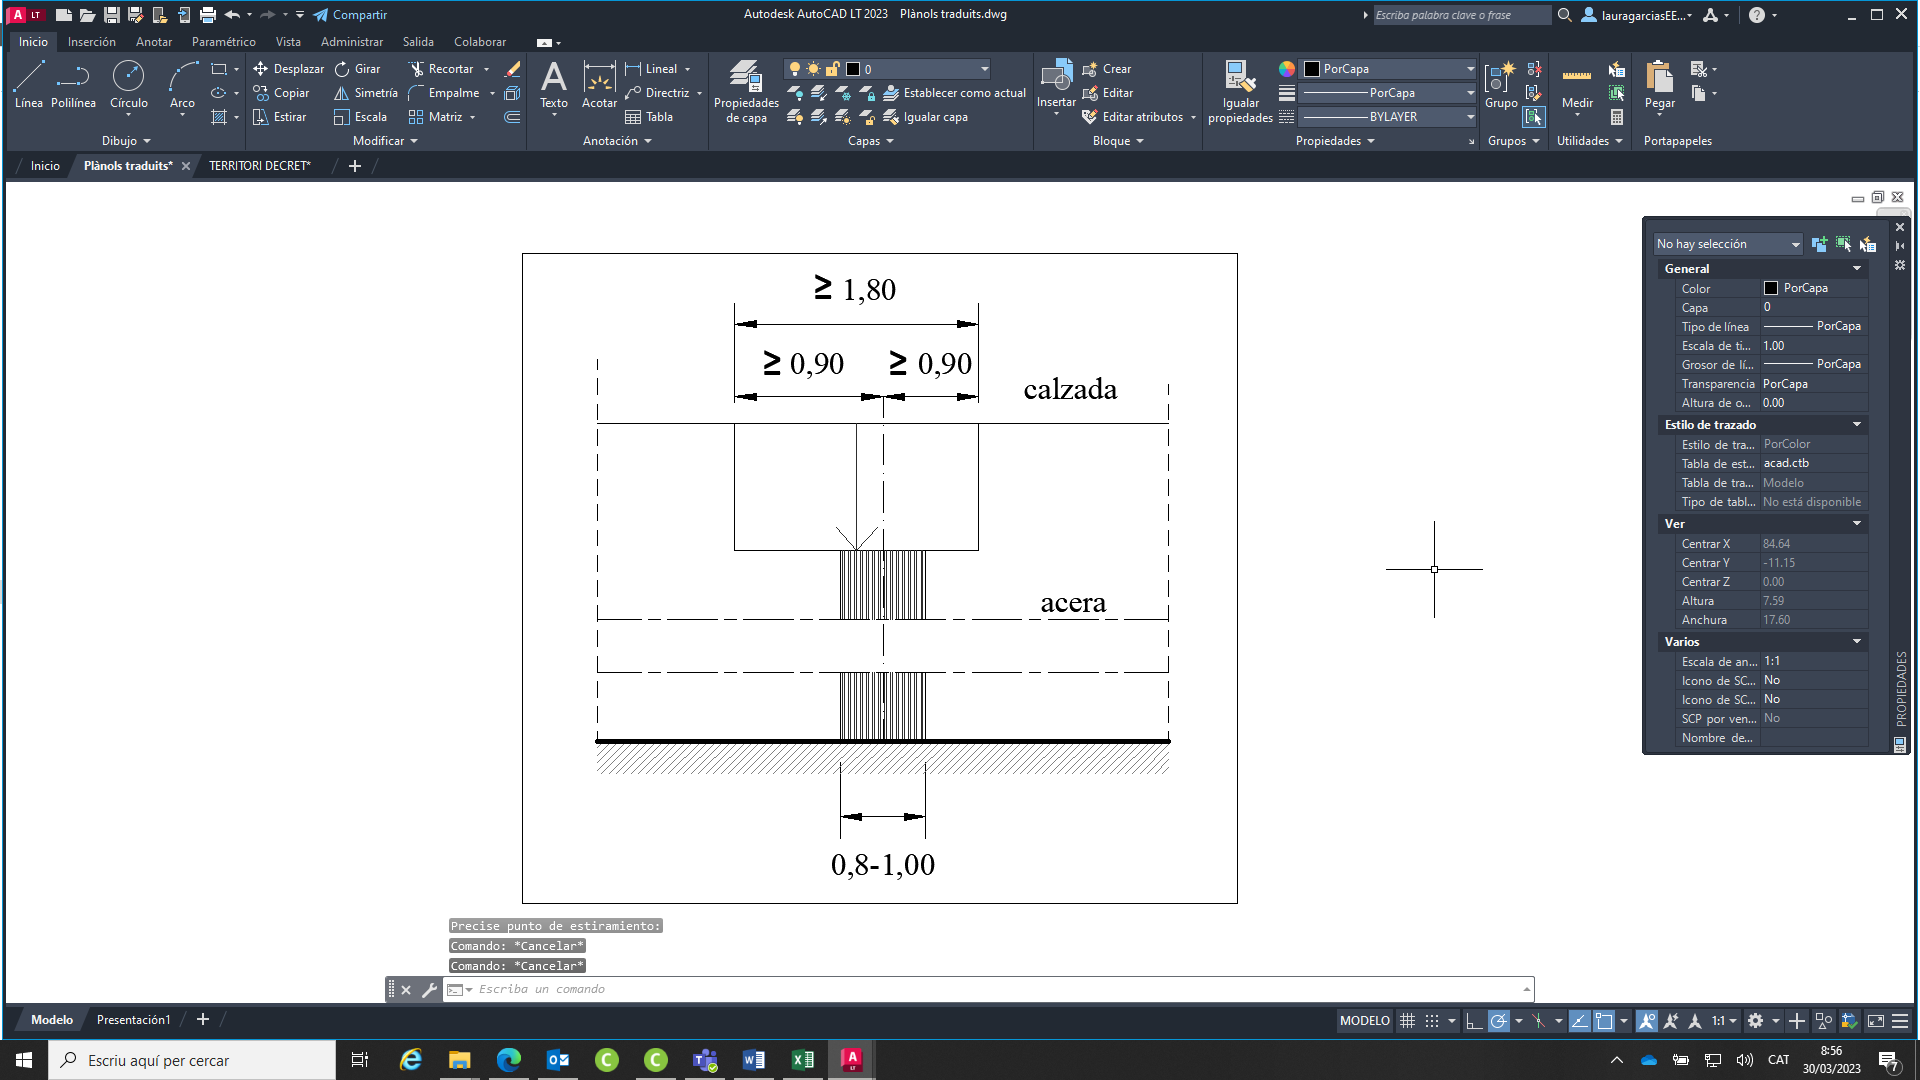 A LT
Compartir
Autodesk AutoCAD LT 2023 Plànols traduits.dwg
Escriba palabra clave o frase
lauragarciasEE...
Inicio Inserción Anotar Paramétrico Vista Administrar Salida Colaborar
Línea Polilínea Círculo Arco
Desplazar Girar Recortar
Copiar Simetría Empalme
Estirar Escala Matriz
Texto Acotar
Lineal
Directriz
Tabla
Propiedades de capa
0
Establecer como actual
Igualar capa
Insertar
Crear
Editar
Editar atributos
Igualar propiedades
PorCapa
PorCapa
BYLAYER
Grupo
Medir
Pegar
Dibujo Modificar Anotación Capas Bloque Propiedades Grupos Utilidades Portapapeles
Inicio Plànols traduits* TERRITORI DECRET*
≥ 1,80
≥ 0,90 ≥ 0,90
calzada
acera
0,8-1,00
No hay selección
General
Color PorCapa
Capa 0
Tipo de línea PorCapa
Escala de ti... 1.00
Grosor de lí... PorCapa
Transparencia PorCapa
Altura de o... 0.00
Estilo de trazado
Estilo de tra... PorColor
Tabla de est... acad.ctb
Tabla de tra... Modelo
Tipo de tabl... No está disponible
Ver
Centrar X 84.64
Centrar Y -11.15
Centrar Z 0.00
Altura 7.59
Anchura 17.60
Varios
Escala de an... 1:1
Icono de SC... No
Icono de SC... No
SCP por ven... No
Nombre de...
PROPIEDADES
Precise punto de estiramiento:
Comando: *Cancelar*
Comando: *Cancelar*
Escriba un comando
Modelo Presentación1
MODELO 1:1
Escriu aquí per cercar
CAT
8:56
30/03/2023
7